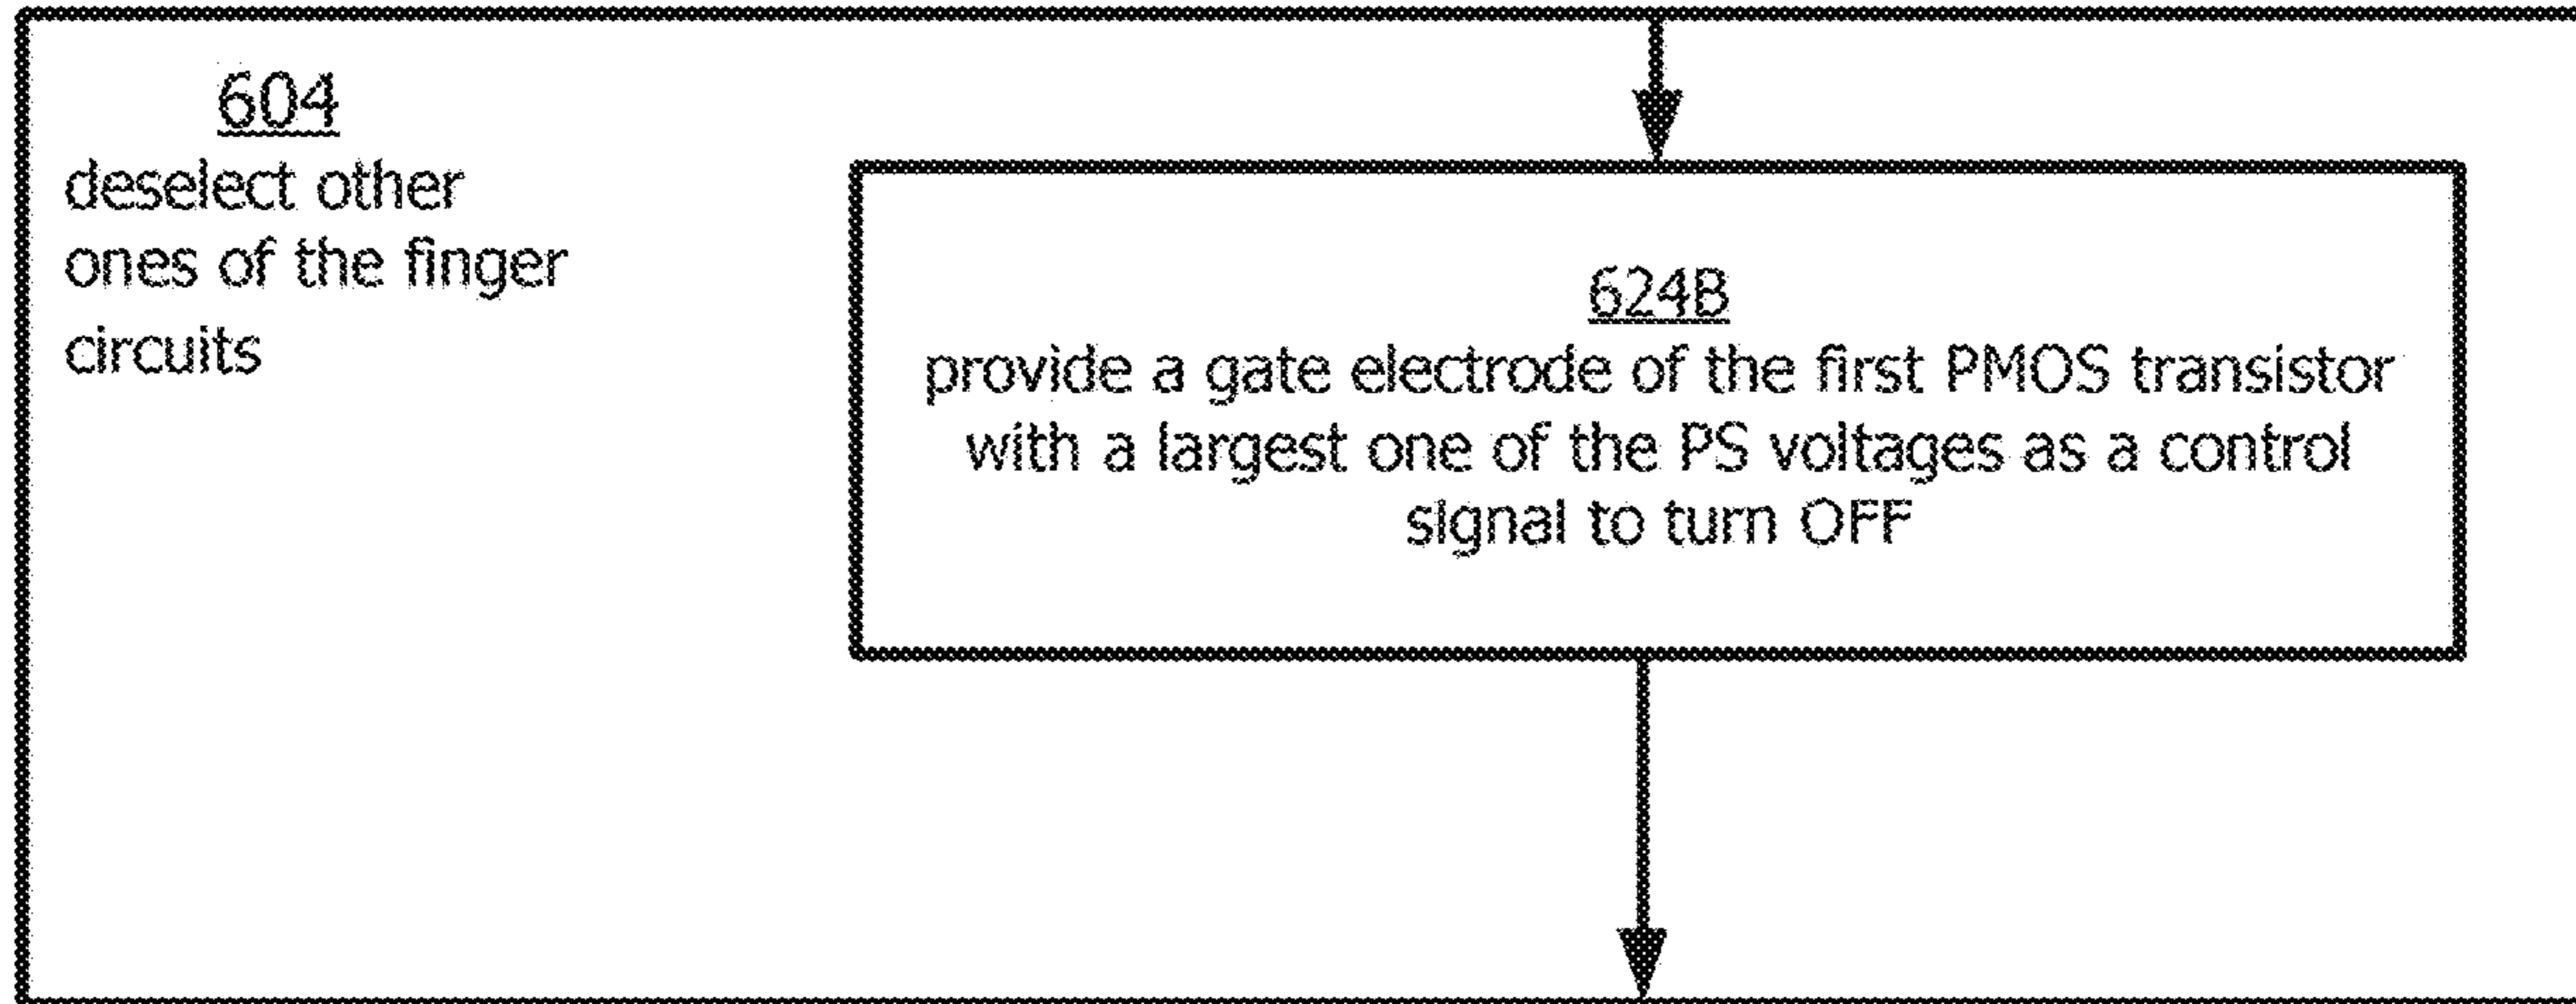 604
deselect other
ones of the finger
circuits
624B
provide a gate electrode of the first PMOS transistor
with a largest one of the PS voltages as a control
signal to turn OFF